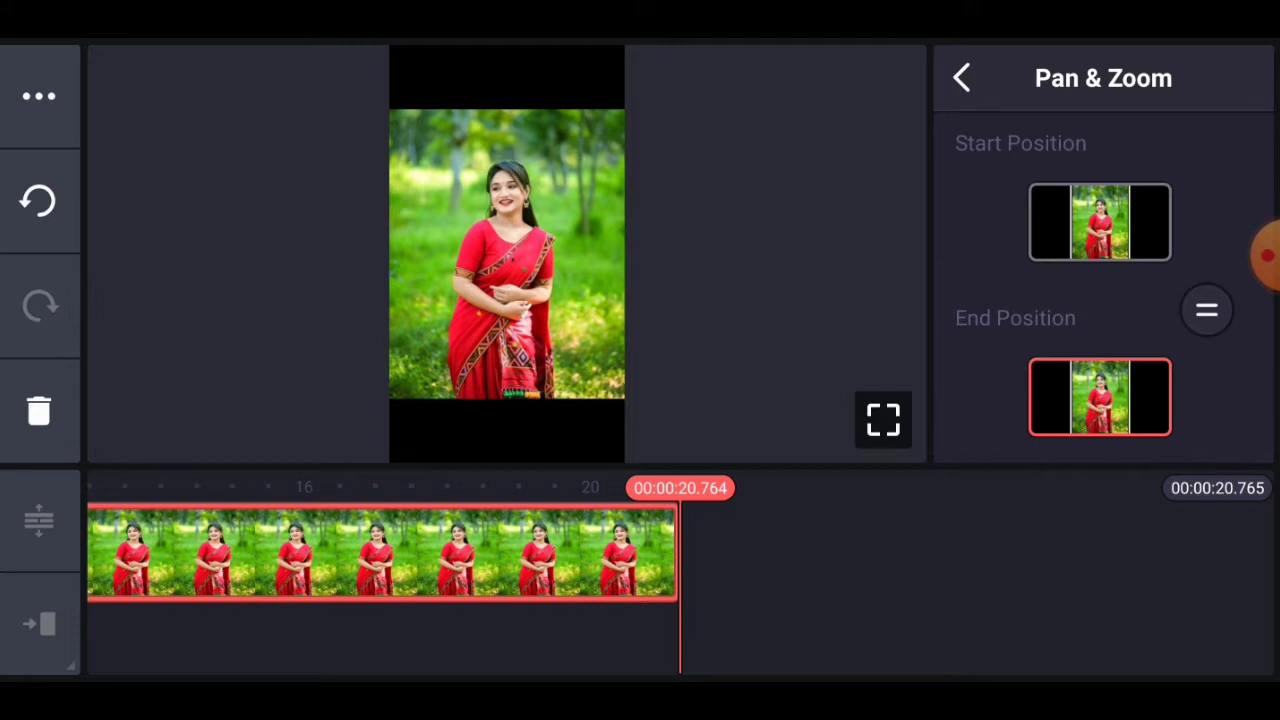 Pan & Zoom
Start Position
End Position
16
20
00:00:20.764
00:00:20.765